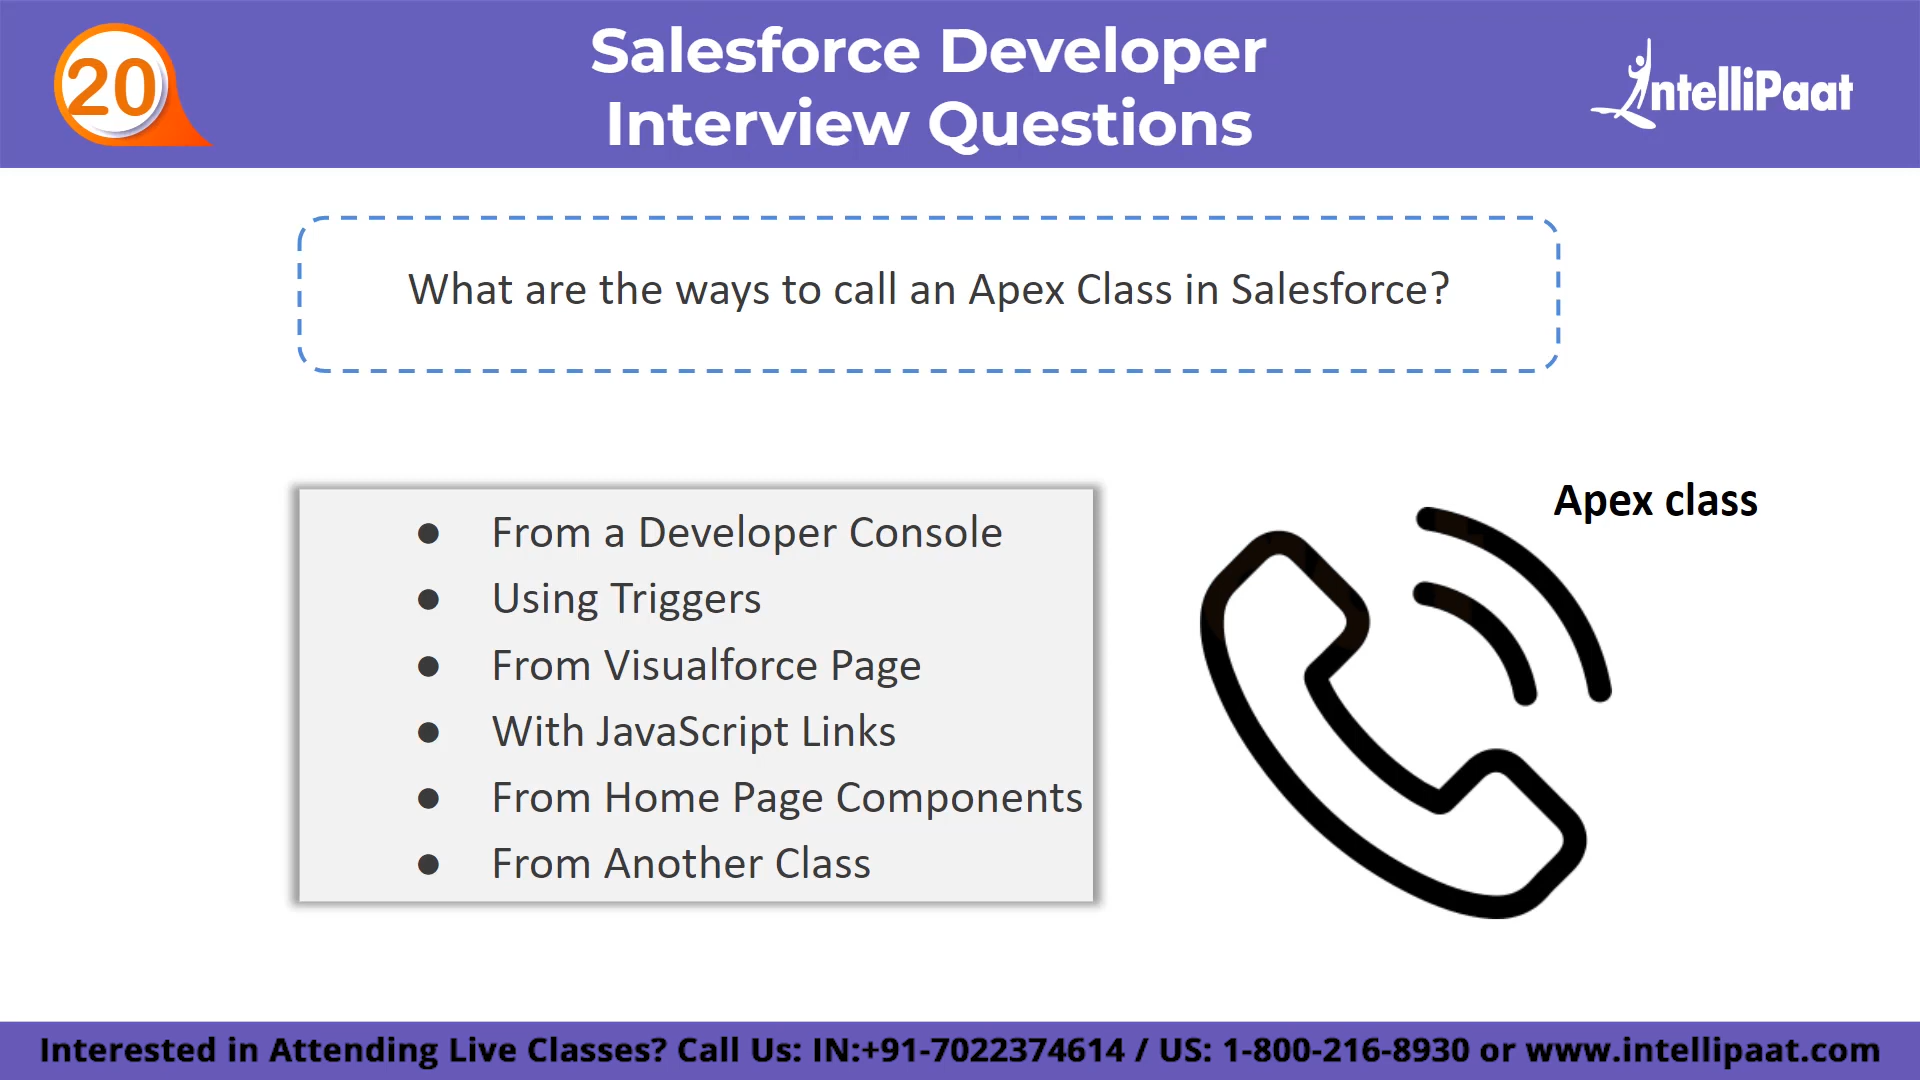 20
Salesforce Developer
Interview Questions
IntelliPaat
What are the ways to call an Apex Class in Salesforce?
● From a Developer Console
● Using Triggers
● From Visualforce Page
● With JavaScript Links
● From Home Page Components
● From Another Class
Apex class
Interested in Attending Live Classes? Call Us: IN:+91-7022374614 / US: 1-800-216-8930 or www.intellipaat.com